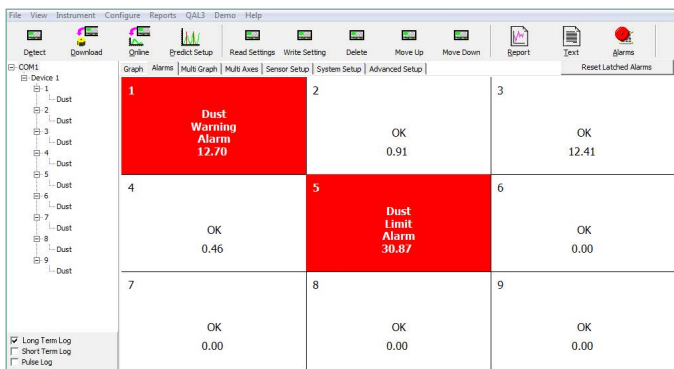 File View Instrument Configure Reports QAL3 Demo Help
Detect Download Online Predict Setup Read Settings Write Setting Delete Move Up Move Down Report Text Alarms
COM1
Device 1
1
Dust
2
Dust
3
Dust
4
Dust
5
Dust
6
Dust
7
Dust
8
Dust
9
Dust
Long Term Log
Short Term Log
Pulse Log
Graph Alarms Multi Graph Multi Axes Sensor Setup System Setup Advanced Setup Reset Latched Alarms
1
Dust
Warning
Alarm
12.70
2
OK
0.91
3
OK
12.41
4
OK
0.46
5
Dust
Limit
Alarm
30.87
6
OK
0.00
7
OK
0.00
8
OK
0.00
9
OK
0.00